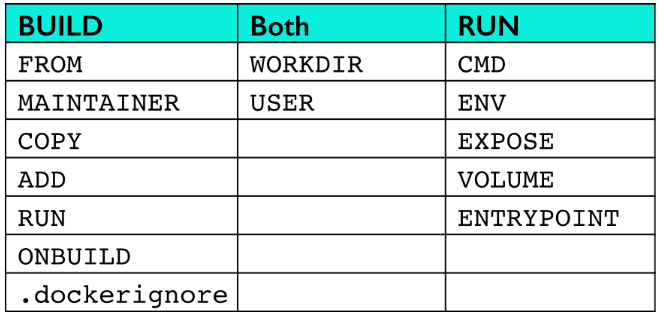 BUILD Both RUN
FROM WORKDIR CMD
MAINTAINER USER ENV
COPY EXPOSE
ADD VOLUME
RUN ENTRYPOINT
ONBUILD
.dockerignore